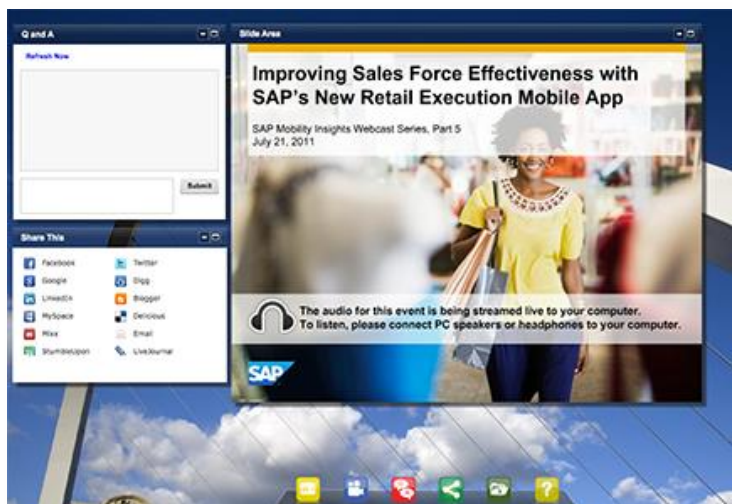 Q and A
Refresh Now
Submit
Share This
Facebook
Twitter
Google
Digg
LinkedIn
Blogger
MySpace
Delicious
Mixx
Email
StumbleUpon
LiveJournal
Slide Area
Improving Sales Force Effectiveness with
SAP's New Retail Execution Mobile App
SAP Mobility Insights Webcast Series, Part 5
July 21, 2011
The audio for this event is being streamed live to your computer.
To listen, please connect PC speakers or headphones to your computer.
SAP
?